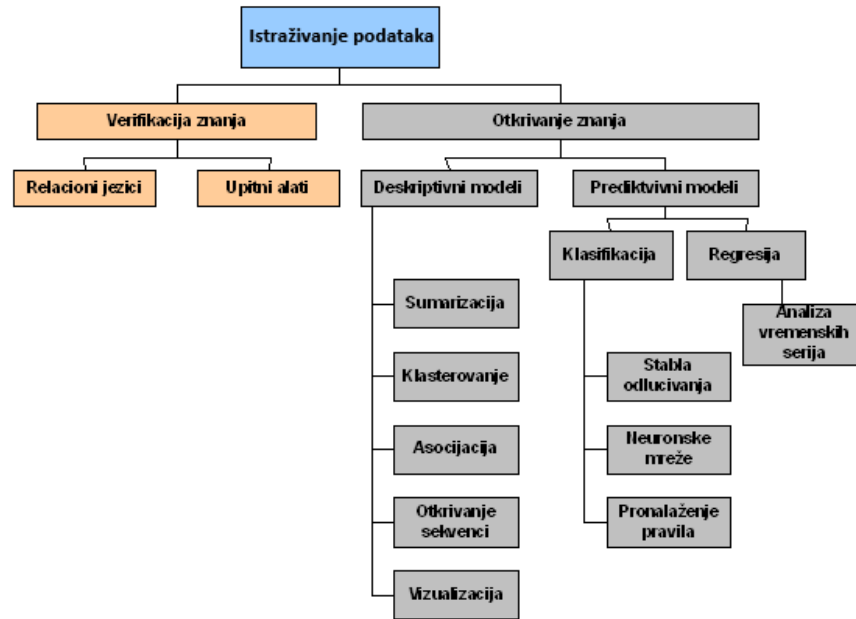 Istraživanje podataka
Verifikacija znanja
Otkrivanje znanja
Relacioni jezici
Upitni alati
Deskriptivni modeli
Prediktvivni modeli
Klasifikacija
Regresija
Sumarizacija
Analiza
vremenskih
serija
Klasterovanje
Stabla
odlucivanja
Asocijacija
Neuronske
mreže
Otkrivanje
sekvenci
Pronalaženje
pravila
Vizualizacija